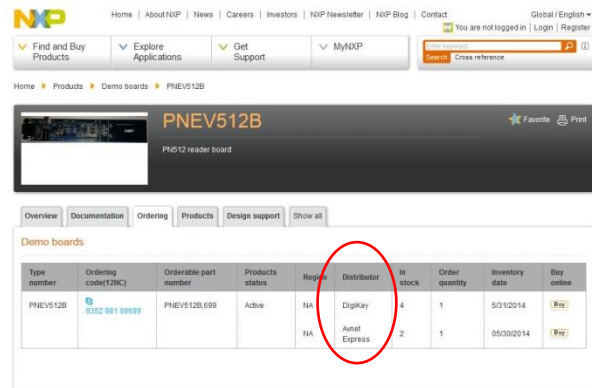 NXP
Home | About NXP | News | Careers | Investors | NXP Newsletter | NXP Blog | Contact
Global / English
You are not logged in | Login | Register
Find and Buy Products
Explore Applications
Get Support
MyNXP
Enter keyword
Search Cross reference
Home Products Demo boards PNEV512B
PNEV512B
Favorite Print
PN512 reader board
Overview Documentation Ordering Products Design support Show all
Demo boards
Type number Ordering code(12NC) Orderable part number Products status Region Distributor In stock Order quantity Inventory date Buy online
PNEV512B 9352 981 99699 PNEV512B,699 Active NA DigiKey 4 1 5/31/2014 Buy
NA Avnet Express 2 1 05/30/2014 Buy